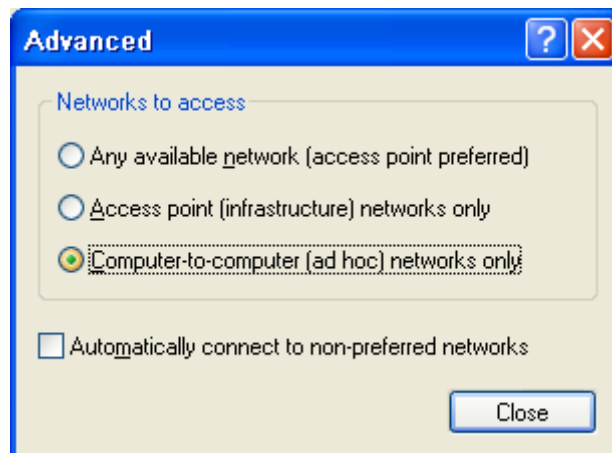 Advanced
Networks to access
Any available network (access point preferred)
Access point (infrastructure) networks only
Computer-to-computer (ad hoc) networks only
Automatically connect to non-preferred networks
Close